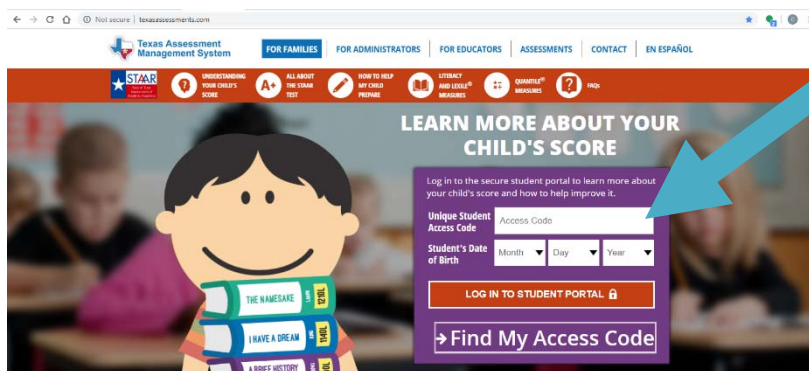 Not secure | texasassessments.com
Texas Assessment
Management System
FOR FAMILIES
FOR ADMINISTRATORS
FOR EDUCATORS
ASSESSMENTS
CONTACT
EN ESPAÑOL
STAAR
UNDERSTANDING
YOUR CHILD'S
SCORE
A+
ALL ABOUT
THE STAAR
TEST
HOW TO HELP
MY CHILD
PREPARE
LITERACY
AND LEXILE®
MEASURES
QUANTILE®
MEASURES
FAQs
LEARN MORE ABOUT YOUR
CHILD'S SCORE
Log in to the secure student portal to learn more about
your child's score and how to help improve it.
Unique Student
Access Code
Access Code
Student's Date
of Birth
Month
Day
Year
LOG IN TO STUDENT PORTAL
Find My Access Code
THE NAMESAKE
1210L
I HAVE A DREAM
1140L
A BRIEF HISTORY